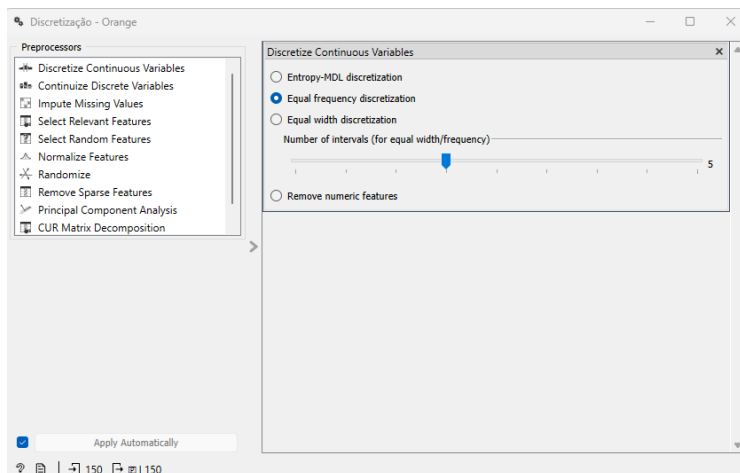 Discretização - Orange
Preprocessors
Discretize Continuous Variables
Continuize Discrete Variables
Impute Missing Values
Select Relevant Features
Select Random Features
Normalize Features
Randomize
Remove Sparse Features
Principal Component Analysis
CUR Matrix Decomposition
Discretize Continuous Variables
Entropy-MDL discretization
Equal frequency discretization
Equal width discretization
Number of intervals (for equal width/frequency)
5
Remove numeric features
Apply Automatically
? 150 150